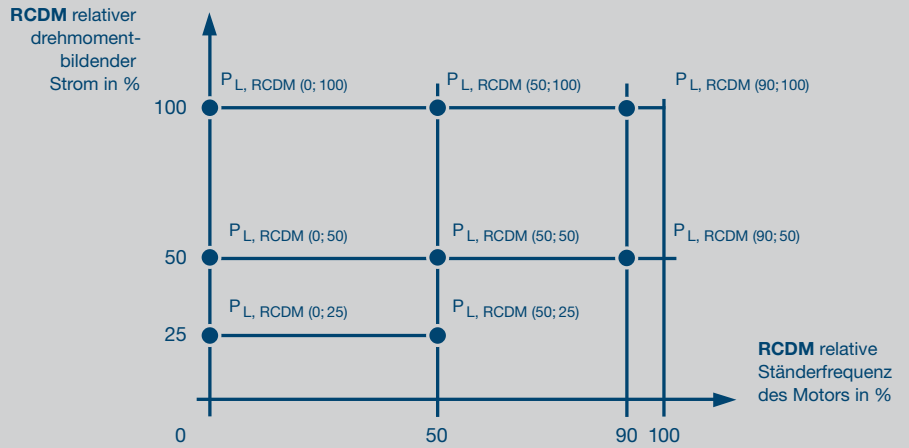 RCDM relativer
drehmoment-
bildender
Strom in %
P L, RCDM (0; 100)
P L, RCDM (50; 100)
P L, RCDM (90; 100)
100
P L, RCDM (0; 50)
P L, RCDM (50; 50)
P L, RCDM (90; 50)
50
P L, RCDM (0; 25)
P L, RCDM (50; 25)
25
RCDM relative
Ständerfrequenz
des Motors in %
0
50
90
100